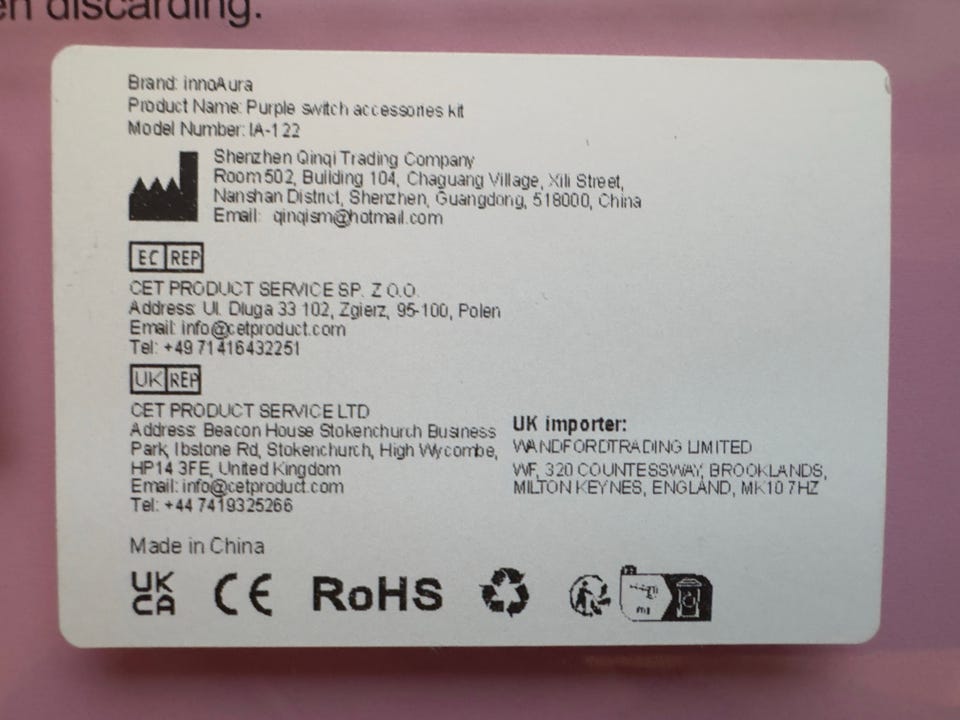 en discarding.
Brand: innoAura
Product Name: Purple switch accessories kit
Model Number: IA-122
Shenzhen Qinqi Trading Company
Room 502, Building 104, Chaguang Village, Xili Street,
Nanshan District, Shenzhen, Guangdong, 518000, China
Email: qinqism@hotmail.com
EC REP
CET PRODUCT SERVICE SP. Z O.O.
Address: Ul. Dluga 33 102, Zgierz, 95-100, Polen
Email: info@cetproduct.com
Tel: +49 71416432251
UK REP
CET PRODUCT SERVICE LTD
Address: Beacon House Stokenchurch Business
Park, Ibstone Rd, Stokenchurch, High Wycombe,
HP14 3FE, United Kingdom
Email: info@cetproduct.com
Tel: +44 7419325266
UK importer:
WANDFORDTRADING LIMITED
WF, 320 COUNTESSWAY, BROOKLANDS,
MILTON KEYNES, ENGLAND, MK10 7HZ
Made in China
UK
CA
CE RoHS